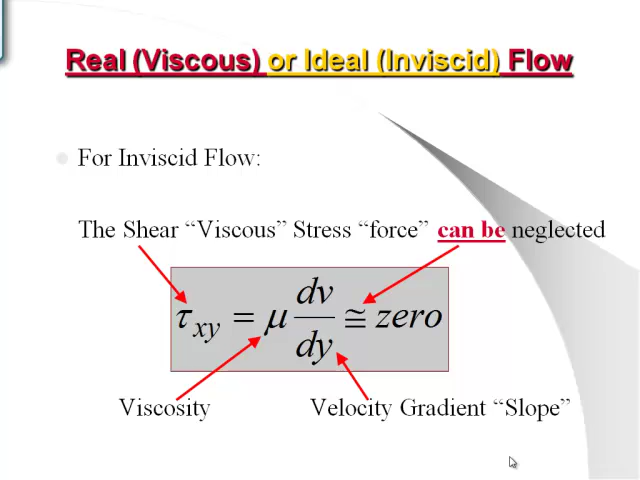 Real (Viscous) or Ideal (Inviscid) Flow
For Inviscid Flow:
The Shear “Viscous” Stress “force” can be neglected
τxy = μ dv/dy ≅ zero
Viscosity
Velocity Gradient “Slope”